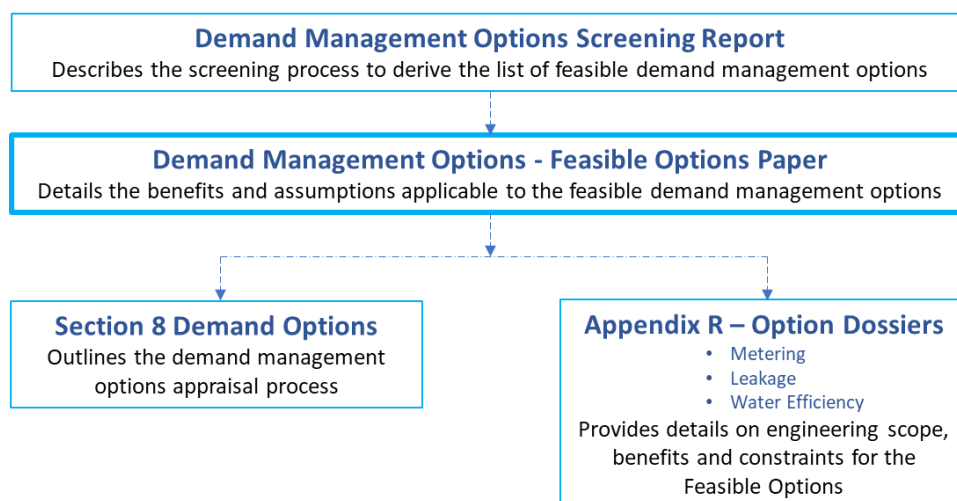 Demand Management Options Screening Report
Describes the screening process to derive the list of feasible demand management options
Demand Management Options - Feasible Options Paper
Details the benefits and assumptions applicable to the feasible demand management options
Section 8 Demand Options
Outlines the demand management
options appraisal process
Appendix R – Option Dossiers
• Metering
• Leakage
• Water Efficiency
Provides details on engineering scope,
benefits and constraints for the
Feasible Options